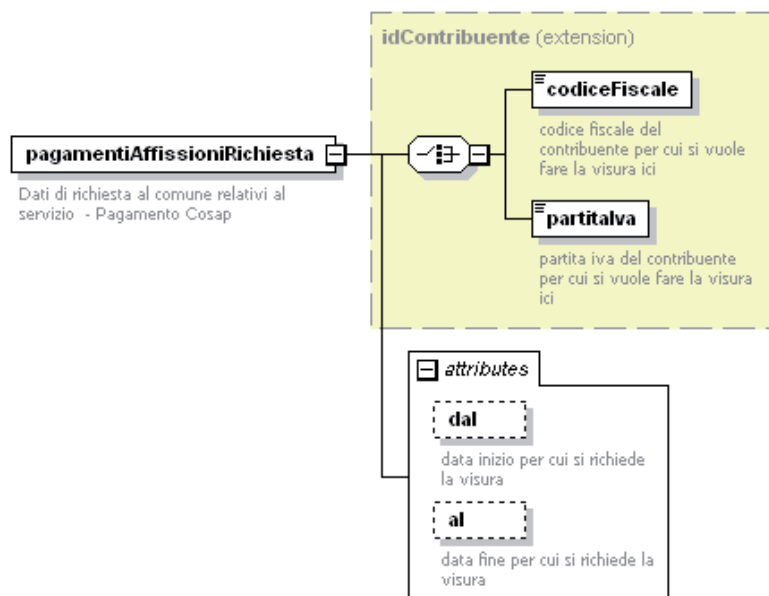 idContribuente (extension)
codiceFiscale
codice fiscale del
contribuente per cui si vuole
fare la visura ici
pagamentiAffissioniRichiesta
Dati di richiesta al comune relativi al
servizio - Pagamento Cosap
partitaIva
partita iva del contribuente
per cui si vuole fare la visura
ici
attributes
dal
data inizio per cui si richiede
la visura
al
data fine per cui si richiede la
visura